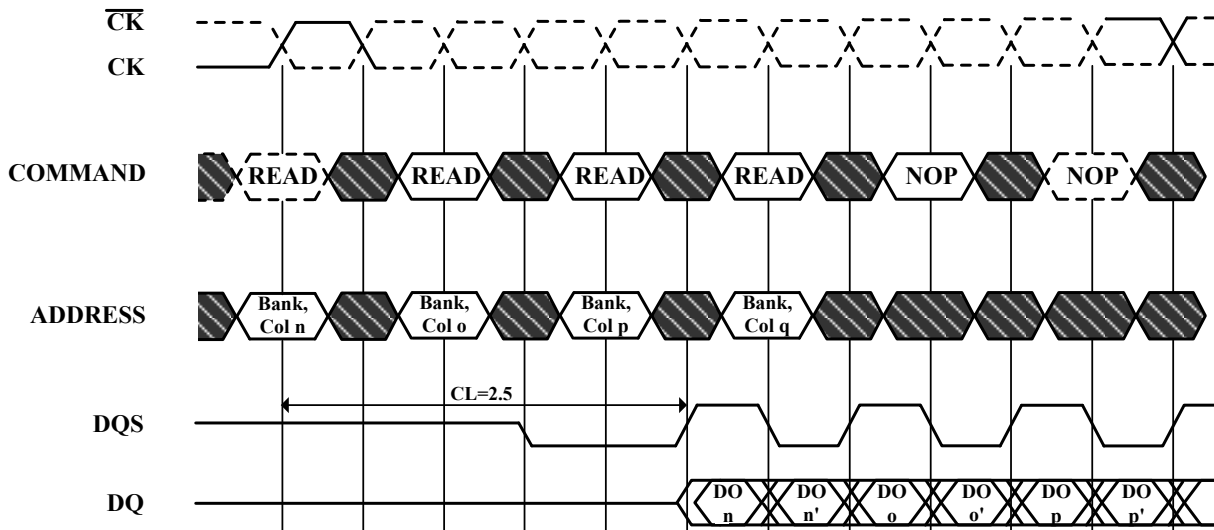 CK
CK
COMMAND READ READ READ READ NOP NOP
ADDRESS Bank, Col n Bank, Col o Bank, Col p Bank, Col q
CL=2.5
DQS
DQ DO n DO n' DO o DO o' DO p DO p'